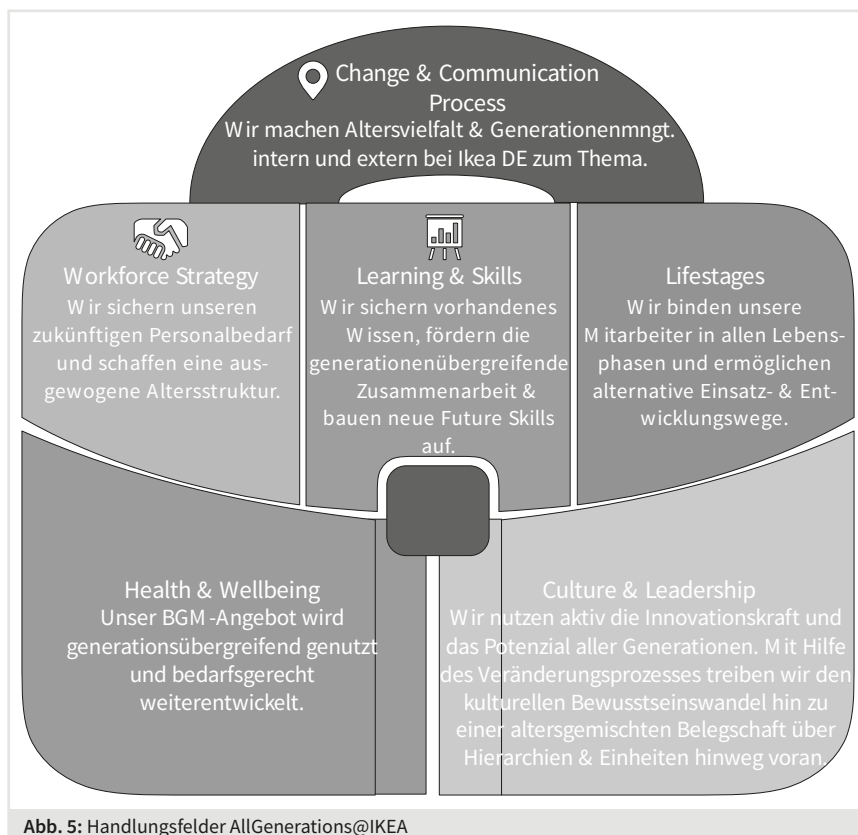 Change & Communication
Process
Wir machen Altersvielfalt & Generationenmngt.
intern und extern bei Ikea DE zum Thema.
Workforce Strategy
Wir sichern unseren
zukünftigen Personalbedarf
und schaffen eine aus-
gewogene Altersstruktur.
Learning & Skills
Wir sichern vorhandenes
Wissen, fördern die
generationenübergreifende
Zusammenarbeit &
bauen neue Future Skills
auf.
Lifestages
Wir binden unsere
Mitarbeiter in allen Lebens-
phasen und ermöglichen
alternative Einsatz- & Ent-
wicklungswege.
Health & Wellbeing
Unser BGM-Angebot wird
generationsübergreifend genutzt
und bedarfsgerecht
weiterentwickelt.
Culture & Leadership
Wir nutzen aktiv die Innovationskraft und
das Potenzial aller Generationen. Mit Hilfe
des Veränderungsprozesses treiben wir den
kulturellen Bewusstseinswandel hin zu
einer altersgemischten Belegschaft über
Hierarchien & Einheiten hinweg voran.
Abb. 5: Handlungsfelder AllGenerations@IKEA